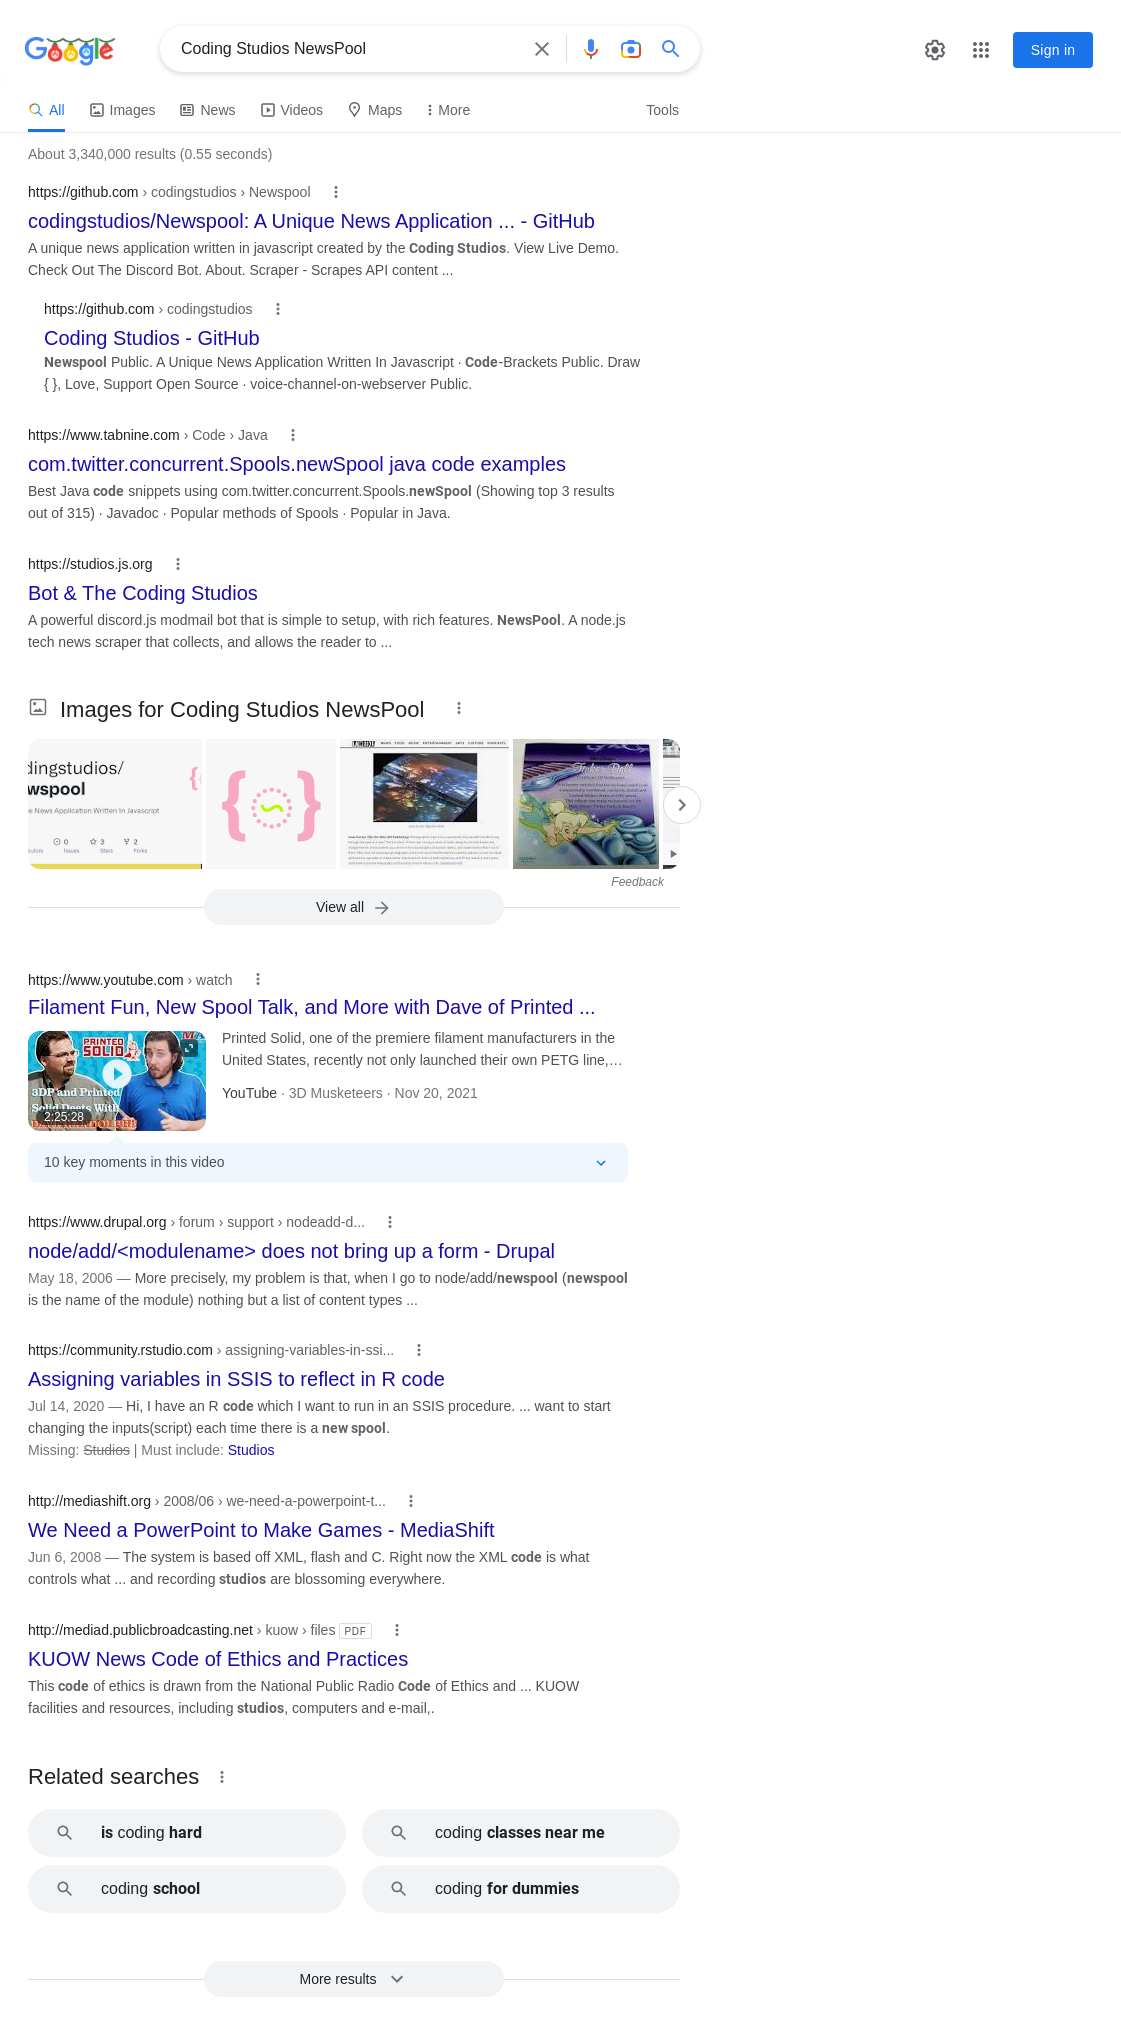 Google
Coding Studios NewsPool
Sign in
All
Images
News
Videos
Maps
More
Tools
About 3,340,000 results (0.55 seconds)
https://github.com › codingstudios › Newspool
codingstudios/Newspool: A Unique News Application ... - GitHub
A unique news application written in javascript created by the Coding Studios. View Live Demo.
Check Out The Discord Bot. About. Scraper - Scrapes API content ...
https://github.com › codingstudios
Coding Studios - GitHub
Newspool Public. A Unique News Application Written In Javascript · Code-Brackets Public. Draw
{ }, Love, Support Open Source · voice-channel-on-webserver Public.
https://www.tabnine.com › Code › Java
com.twitter.concurrent.Spools.newSpool java code examples
Best Java code snippets using com.twitter.concurrent.Spools.newSpool (Showing top 3 results
out of 315) · Javadoc · Popular methods of Spools · Popular in Java.
https://studios.js.org
Bot & The Coding Studios
A powerful discord.js modmail bot that is simple to setup, with rich features. NewsPool. A node.js
tech news scraper that collects, and allows the reader to ...
Images for Coding Studios NewsPool
dingstudios/
wspool
e News Application Written In Javascript
0
3
2
Issues
Stars
Forks
NEWS FOOD MUSIC ENTERTAINMENT ARTS CULTURE PODCASTS
Tinker Bell
Feedback
View all
https://www.youtube.com › watch
Filament Fun, New Spool Talk, and More with Dave of Printed ...
PRINTED
SOLID
3DP and Printed
Solid Deets With
2:25:28
Printed Solid, one of the premiere filament manufacturers in the
United States, recently not only launched their own PETG line,...
YouTube · 3D Musketeers · Nov 20, 2021
10 key moments in this video
https://www.drupal.org › forum › support › nodeadd-d...
node/add/<modulename> does not bring up a form - Drupal
May 18, 2006 — More precisely, my problem is that, when I go to node/add/newspool (newspool
is the name of the module) nothing but a list of content types ...
https://community.rstudio.com › assigning-variables-in-ssi...
Assigning variables in SSIS to reflect in R code
Jul 14, 2020 — Hi, I have an R code which I want to run in an SSIS procedure. ... want to start
changing the inputs(script) each time there is a new spool.
Missing: Studios | Must include: Studios
http://mediashift.org › 2008/06 › we-need-a-powerpoint-t...
We Need a PowerPoint to Make Games - MediaShift
Jun 6, 2008 — The system is based off XML, flash and C. Right now the XML code is what
controls what ... and recording studios are blossoming everywhere.
http://mediad.publicbroadcasting.net › kuow › files PDF
KUOW News Code of Ethics and Practices
This code of ethics is drawn from the National Public Radio Code of Ethics and ... KUOW
facilities and resources, including studios, computers and e-mail,.
Related searches
is coding hard
coding classes near me
coding school
coding for dummies
More results